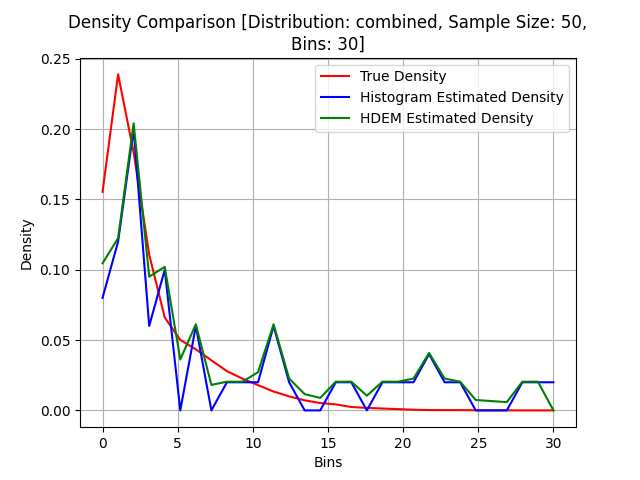 Density Comparison [Distribution: combined, Sample Size: 50,
Bins: 30]
True Density
Histogram Estimated Density
HDEM Estimated Density
Density
0.25
0.20
0.15
0.10
0.05
0.00
0 5 10 15 20 25 30
Bins